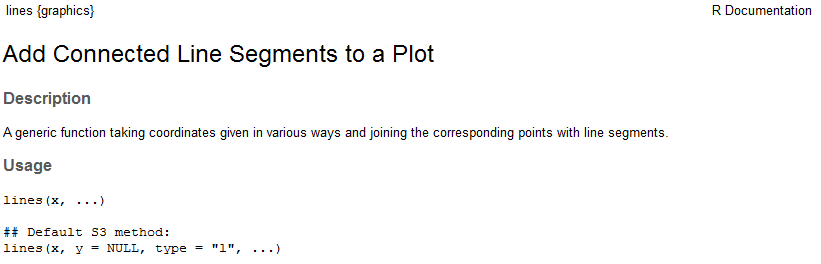 lines {graphics} R Documentation
Add Connected Line Segments to a Plot
Description
A generic function taking coordinates given in various ways and joining the corresponding points with line segments.
Usage
lines(x, ...)
## Default S3 method:
lines(x, y = NULL, type = "l", ...)